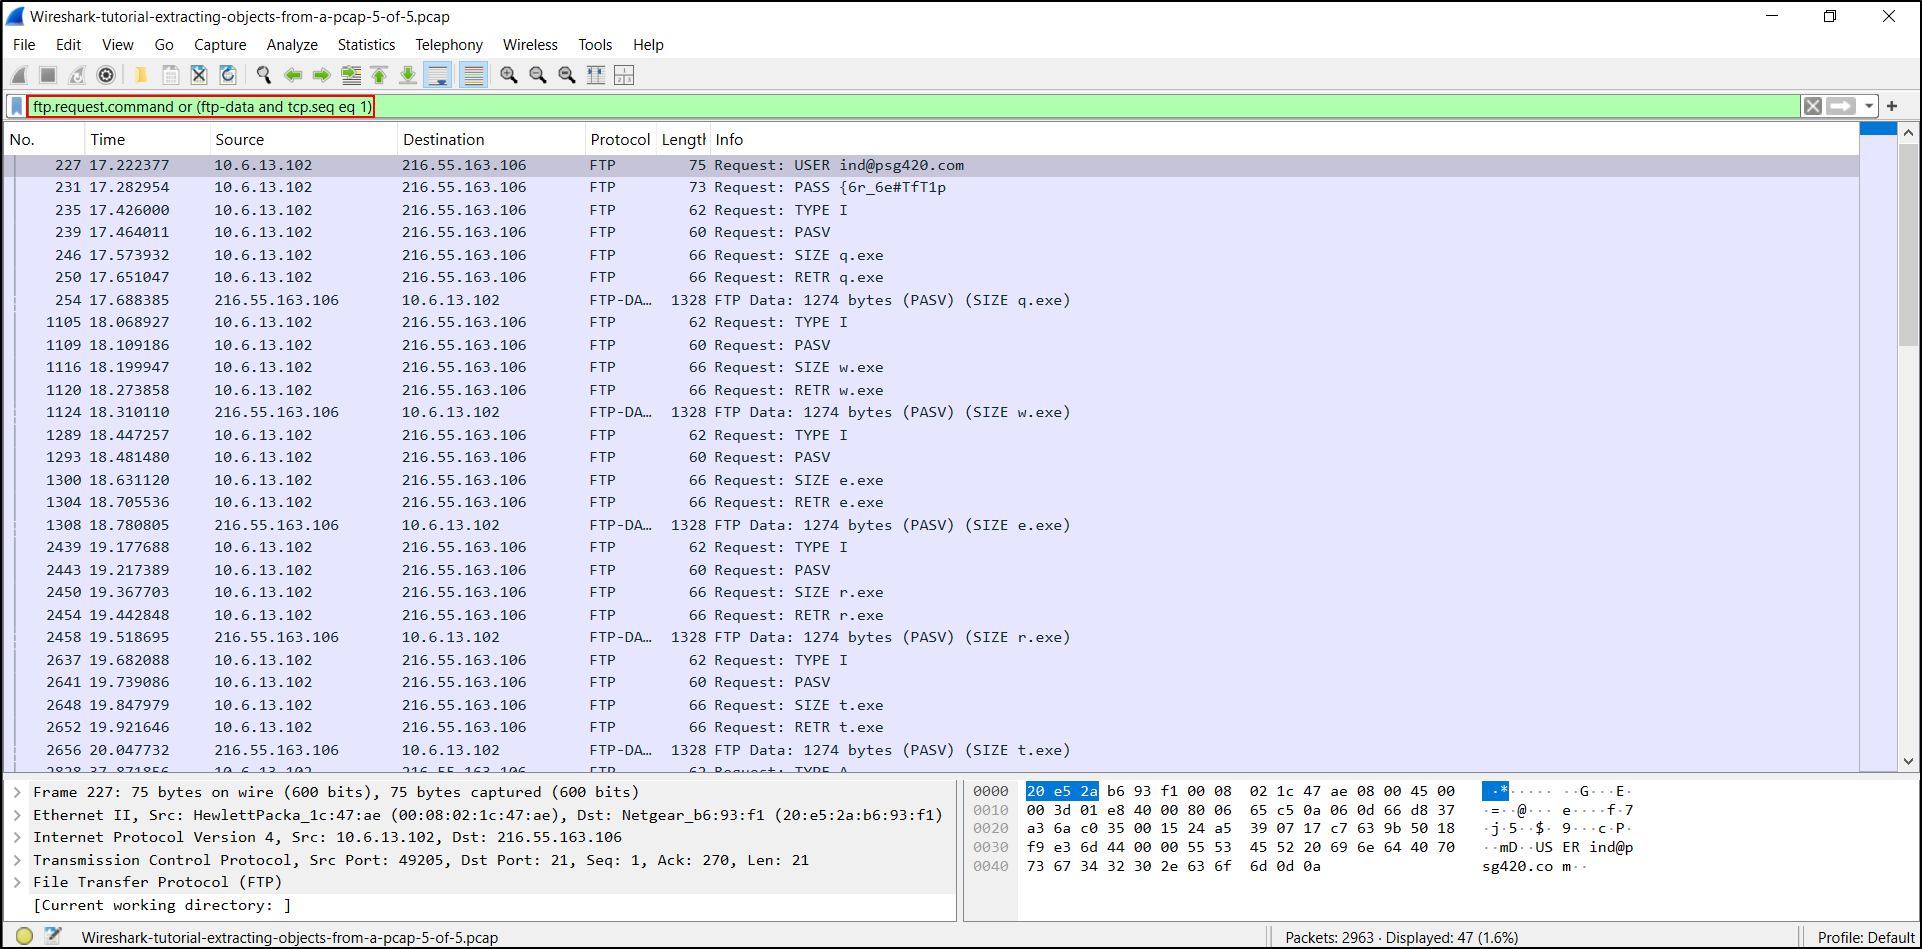 Wireshark-tutorial-extracting-objects-from-a-pcap-5-of-5.pcap
File Edit View Go Capture Analyze Statistics Telephony Wireless Tools Help
ftp.request.command or (ftp-data and tcp.seq eq 1)
No. Time Source Destination Protocol Length Info
227 17.222377 10.6.13.102 216.55.163.106 FTP 75 Request: USER ind@psg420.com
231 17.282954 10.6.13.102 216.55.163.106 FTP 73 Request: PASS {6r_6e#TfT1p
235 17.426000 10.6.13.102 216.55.163.106 FTP 62 Request: TYPE I
239 17.464011 10.6.13.102 216.55.163.106 FTP 60 Request: PASV
246 17.573932 10.6.13.102 216.55.163.106 FTP 66 Request: SIZE q.exe
250 17.651047 10.6.13.102 216.55.163.106 FTP 66 Request: RETR q.exe
254 17.688385 216.55.163.106 10.6.13.102 FTP-DA… 1328 FTP Data: 1274 bytes (PASV) (SIZE q.exe)
1105 18.068927 10.6.13.102 216.55.163.106 FTP 62 Request: TYPE I
1109 18.109186 10.6.13.102 216.55.163.106 FTP 60 Request: PASV
1116 18.199947 10.6.13.102 216.55.163.106 FTP 66 Request: SIZE w.exe
1120 18.273858 10.6.13.102 216.55.163.106 FTP 66 Request: RETR w.exe
1124 18.310110 216.55.163.106 10.6.13.102 FTP-DA… 1328 FTP Data: 1274 bytes (PASV) (SIZE w.exe)
1289 18.447257 10.6.13.102 216.55.163.106 FTP 62 Request: TYPE I
1293 18.481480 10.6.13.102 216.55.163.106 FTP 60 Request: PASV
1300 18.631120 10.6.13.102 216.55.163.106 FTP 66 Request: SIZE e.exe
1304 18.705536 10.6.13.102 216.55.163.106 FTP 66 Request: RETR e.exe
1308 18.780805 216.55.163.106 10.6.13.102 FTP-DA… 1328 FTP Data: 1274 bytes (PASV) (SIZE e.exe)
2439 19.177688 10.6.13.102 216.55.163.106 FTP 62 Request: TYPE I
2443 19.217389 10.6.13.102 216.55.163.106 FTP 60 Request: PASV
2450 19.367703 10.6.13.102 216.55.163.106 FTP 66 Request: SIZE r.exe
2454 19.442848 10.6.13.102 216.55.163.106 FTP 66 Request: RETR r.exe
2458 19.518695 216.55.163.106 10.6.13.102 FTP-DA… 1328 FTP Data: 1274 bytes (PASV) (SIZE r.exe)
2637 19.682088 10.6.13.102 216.55.163.106 FTP 62 Request: TYPE I
2641 19.739086 10.6.13.102 216.55.163.106 FTP 60 Request: PASV
2648 19.847979 10.6.13.102 216.55.163.106 FTP 66 Request: SIZE t.exe
2652 19.921646 10.6.13.102 216.55.163.106 FTP 66 Request: RETR t.exe
2656 20.047732 216.55.163.106 10.6.13.102 FTP-DA… 1328 FTP Data: 1274 bytes (PASV) (SIZE t.exe)
2828 37.871856 10.6.13.102 216.55.163.106 FTP 62 Request: TYPE A
Frame 227: 75 bytes on wire (600 bits), 75 bytes captured (600 bits)
Ethernet II, Src: HewlettPacka_1c:47:ae (00:08:02:1c:47:ae), Dst: Netgear_b6:93:f1 (20:e5:2a:b6:93:f1)
Internet Protocol Version 4, Src: 10.6.13.102, Dst: 216.55.163.106
Transmission Control Protocol, Src Port: 49205, Dst Port: 21, Seq: 1, Ack: 270, Len: 21
File Transfer Protocol (FTP)
[Current working directory: ]
0000 20 e5 2a b6 93 f1 00 08 02 1c 47 ae 08 00 45 00 ·*····· ··G···E·
0010 00 3d 01 e8 40 00 80 06 65 c5 0a 06 0d 66 d8 37 ·=··@··· e····f·7
0020 a3 6a c0 35 00 15 24 a5 39 07 17 c7 63 9b 50 18 ·j·5··$· 9···c·P·
0030 f9 e3 6d 44 00 00 55 53 45 52 20 69 6e 64 40 70 ··mD··US ER ind@p
0040 73 67 34 32 30 2e 63 6f 6d 0d 0a sg420.co m··
Wireshark-tutorial-extracting-objects-from-a-pcap-5-of-5.pcap Packets: 2963 · Displayed: 47 (1.6%) Profile: Default